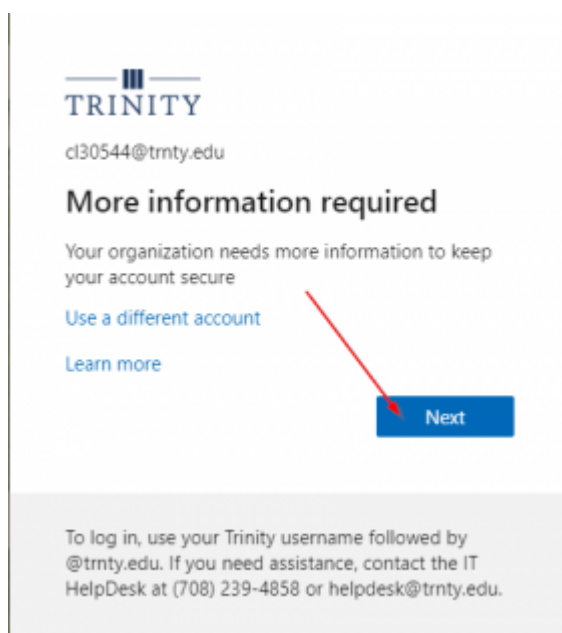 TRINITY
cl30544@trnty.edu
More information required
Your organization needs more information to keep
your account secure
Use a different account
Learn more
Next
To log in, use your Trinity username followed by
@trnty.edu. If you need assistance, contact the IT
HelpDesk at (708) 239-4858 or helpdesk@trnty.edu.